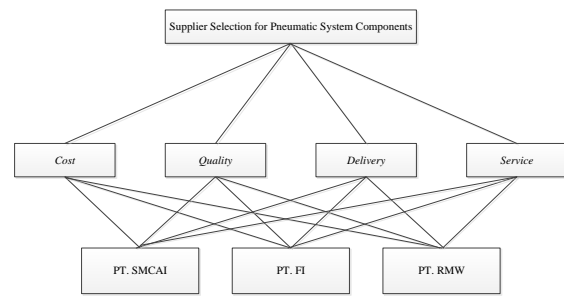 Supplier Selection for Pneumatic System Components
Cost
Quality
Delivery
Service
PT. SMCAI
PT. FI
PT. RMW